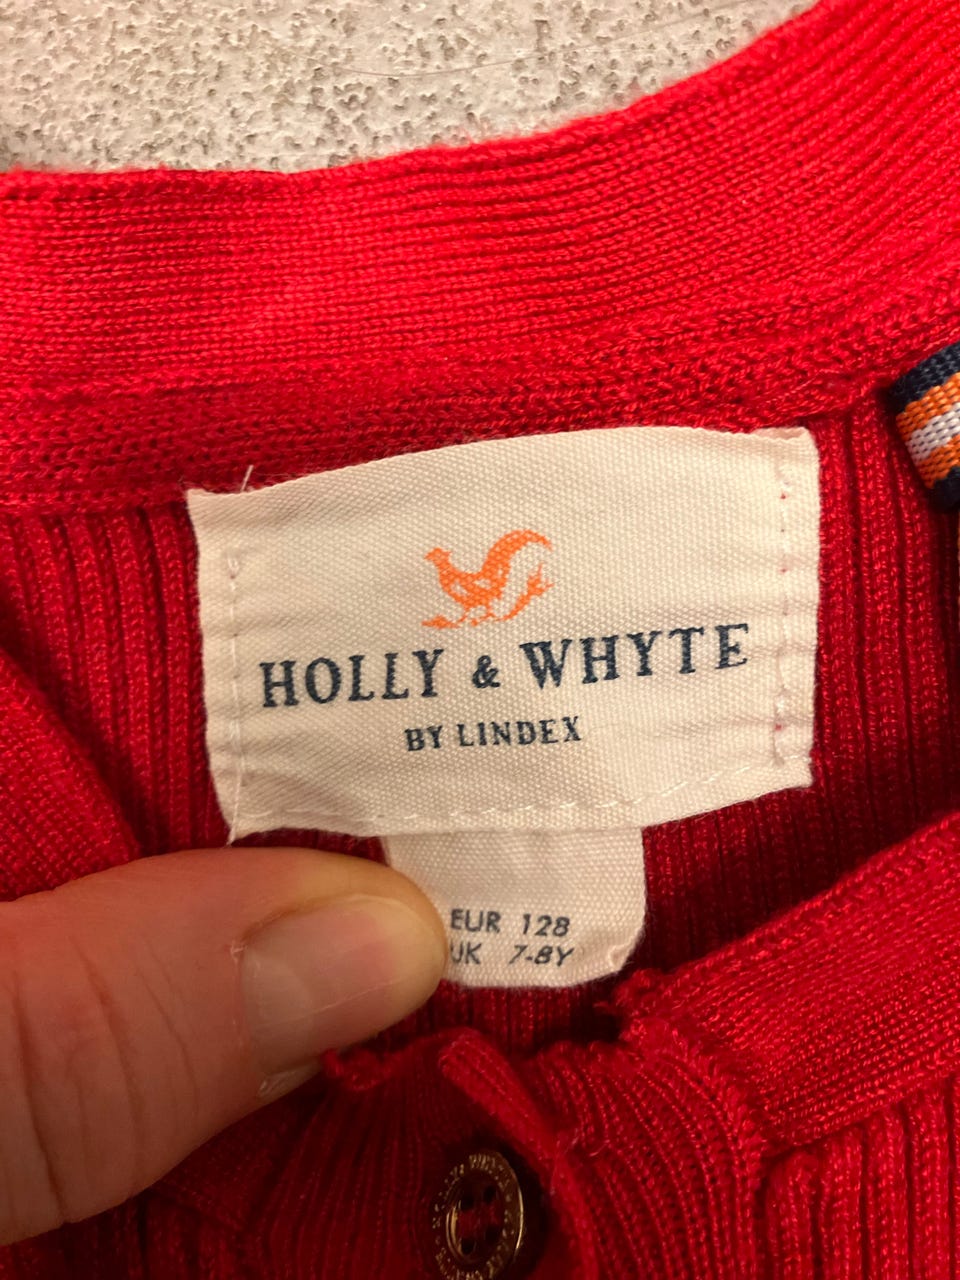 HOLLY & WHYTE
BY LINDEX
EUR 128
UK 7-8Y